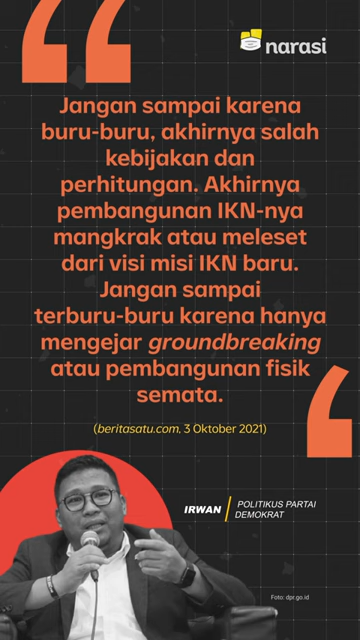 narasi
Jangan sampai karena
buru-buru, akhirnya salah
kebijakan dan
perhitungan. Akhirnya
pembangunan IKN-nya
mangkrak atau meleset
dari visi misi IKN baru.
Jangan sampai
terburu-buru karena hanya
mengejar groundbreaking
atau pembangunan fisik
semata.
(beritasatu.com, 3 Oktober 2021)
IRWAN
POLITIKUS PARTAI
DEMOKRAT
Foto: dpr.go.id